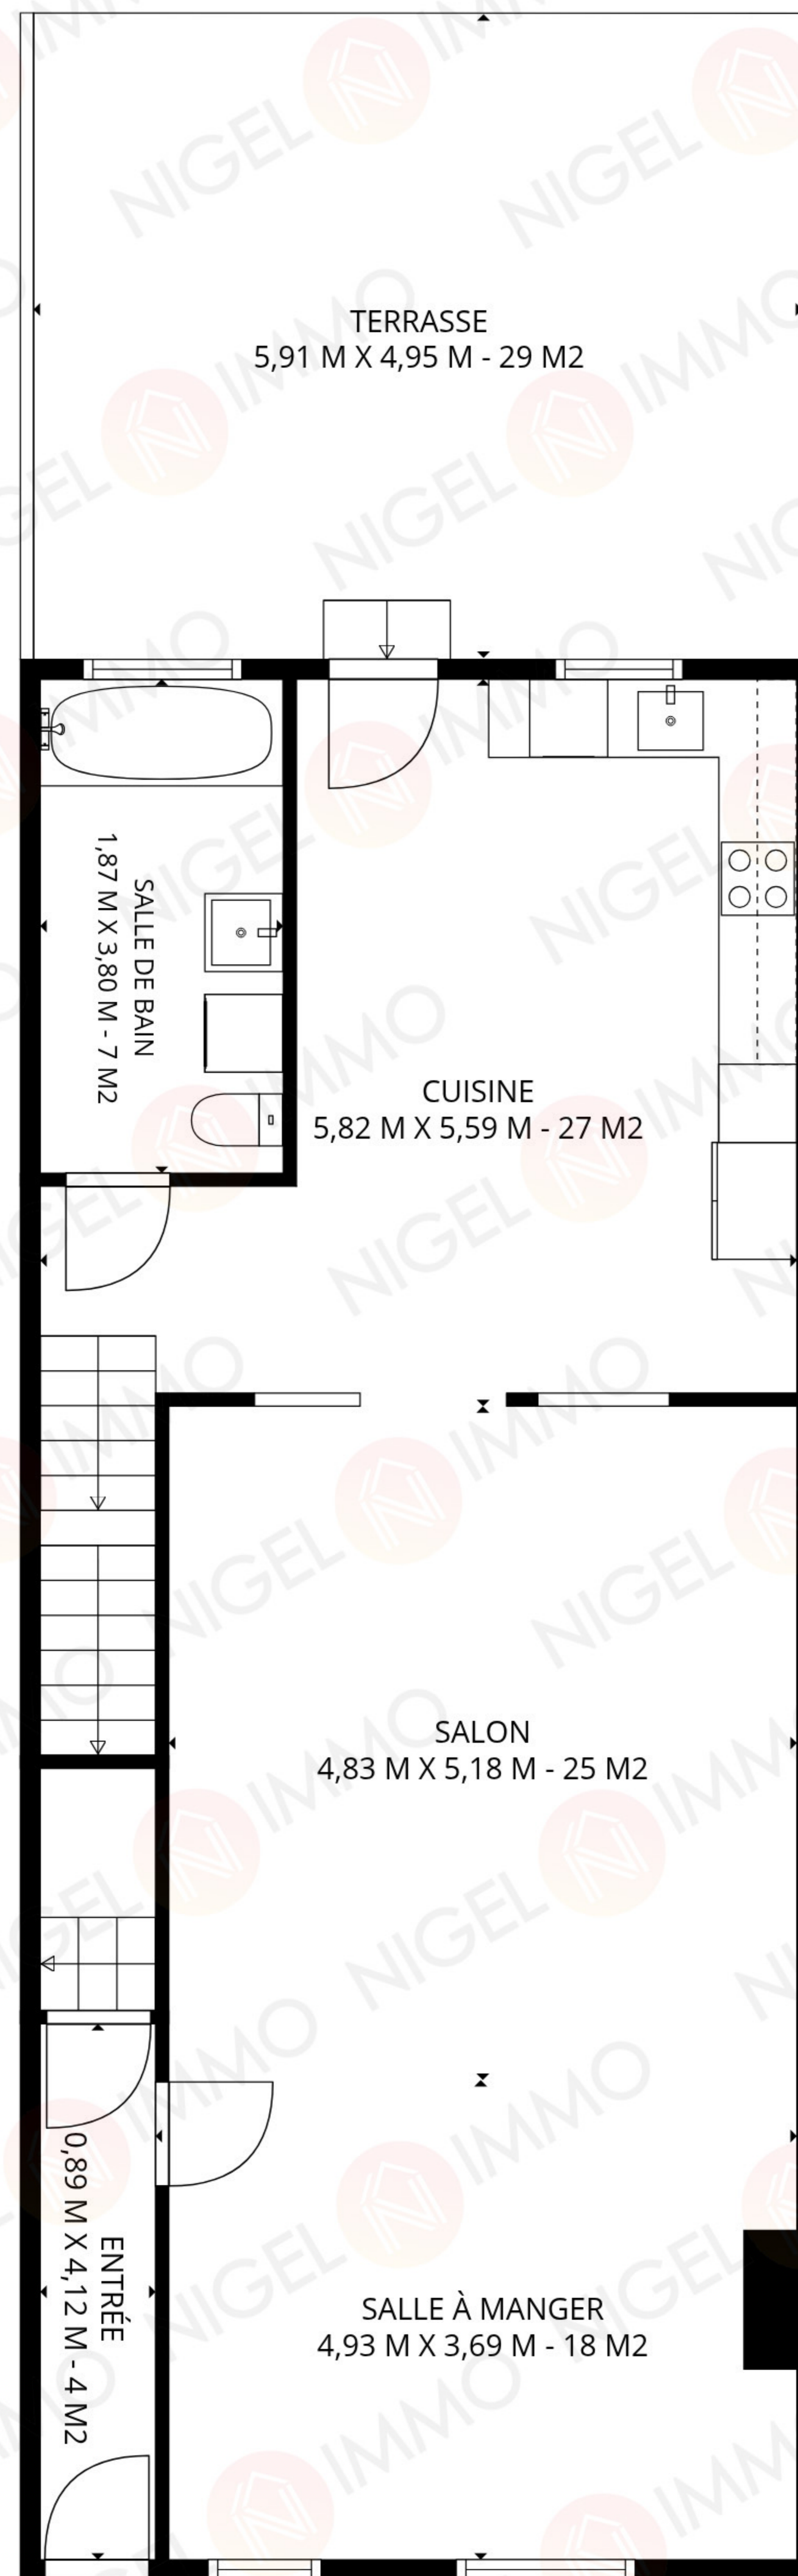 TERRASSE
5,91 M X 4,95 M - 29 M2
SALLE DE BAIN
1,87 M X 3,80 M - 7 M2
CUISINE
5,82 M X 5,59 M - 27 M2
SALON
4,83 M X 5,18 M - 25 M2
ENTRÉE
0,89 M X 4,12 M - 4 M2
SALLE À MANGER
4,93 M X 3,69 M - 18 M2
NIGEL IMMO